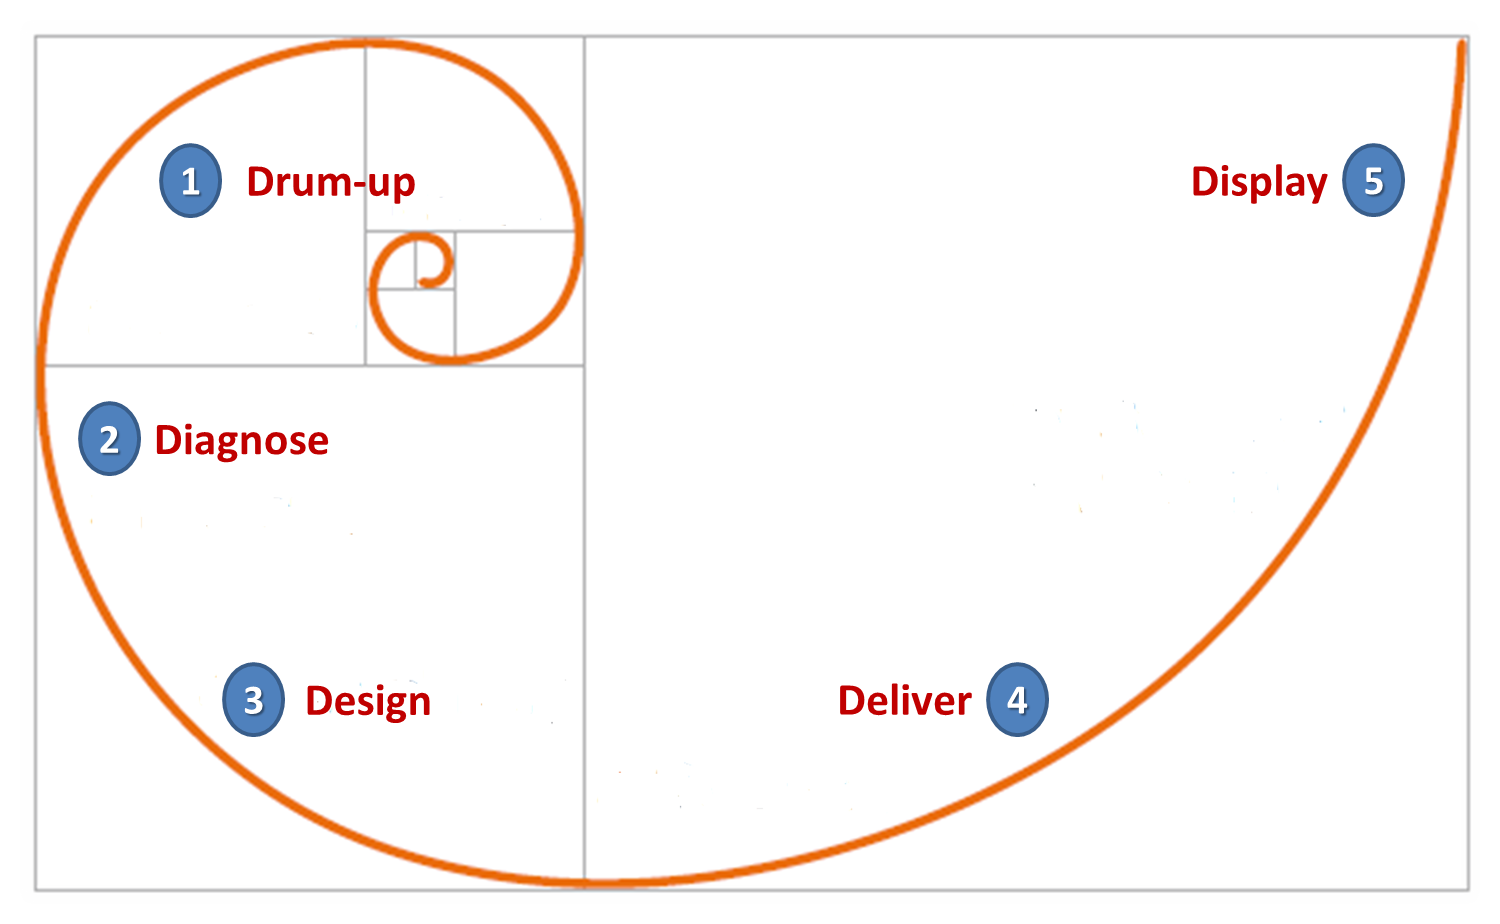 1 Drum-up
Display 5
2 Diagnose
3 Design
Deliver 4